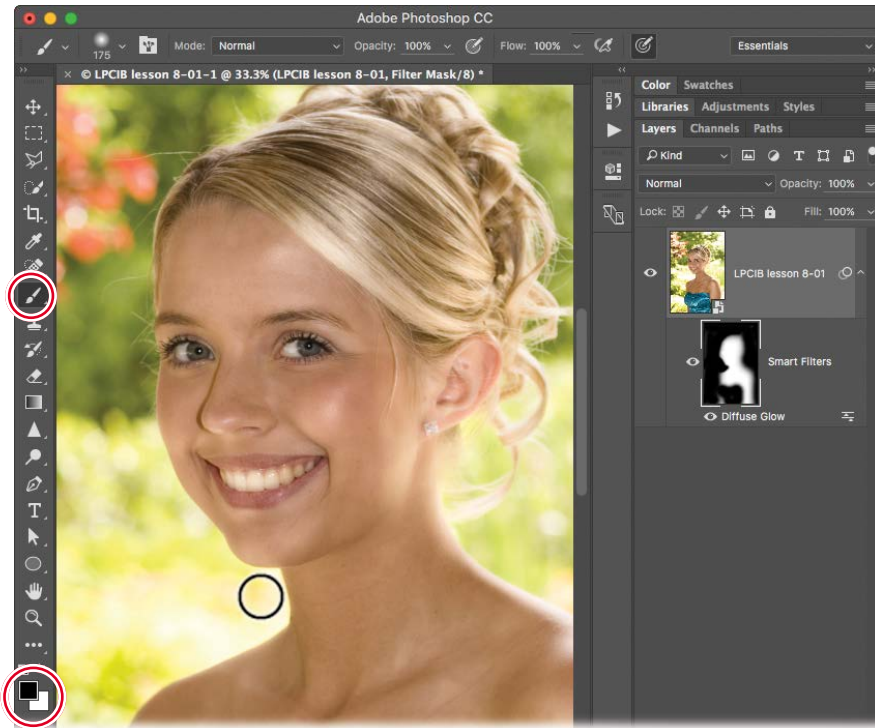 Adobe Photoshop CC
175 Mode: Normal Opacity: 100% Flow: 100% Essentials
× © LPCIB lesson 8-01-1 @ 33.3% (LPCIB lesson 8-01, Filter Mask/8) *
Color Swatches
Libraries Adjustments Styles
Layers Channels Paths
Kind
Normal Opacity: 100%
Lock: Fill: 100%
LPCIB lesson 8-01
Smart Filters
Diffuse Glow